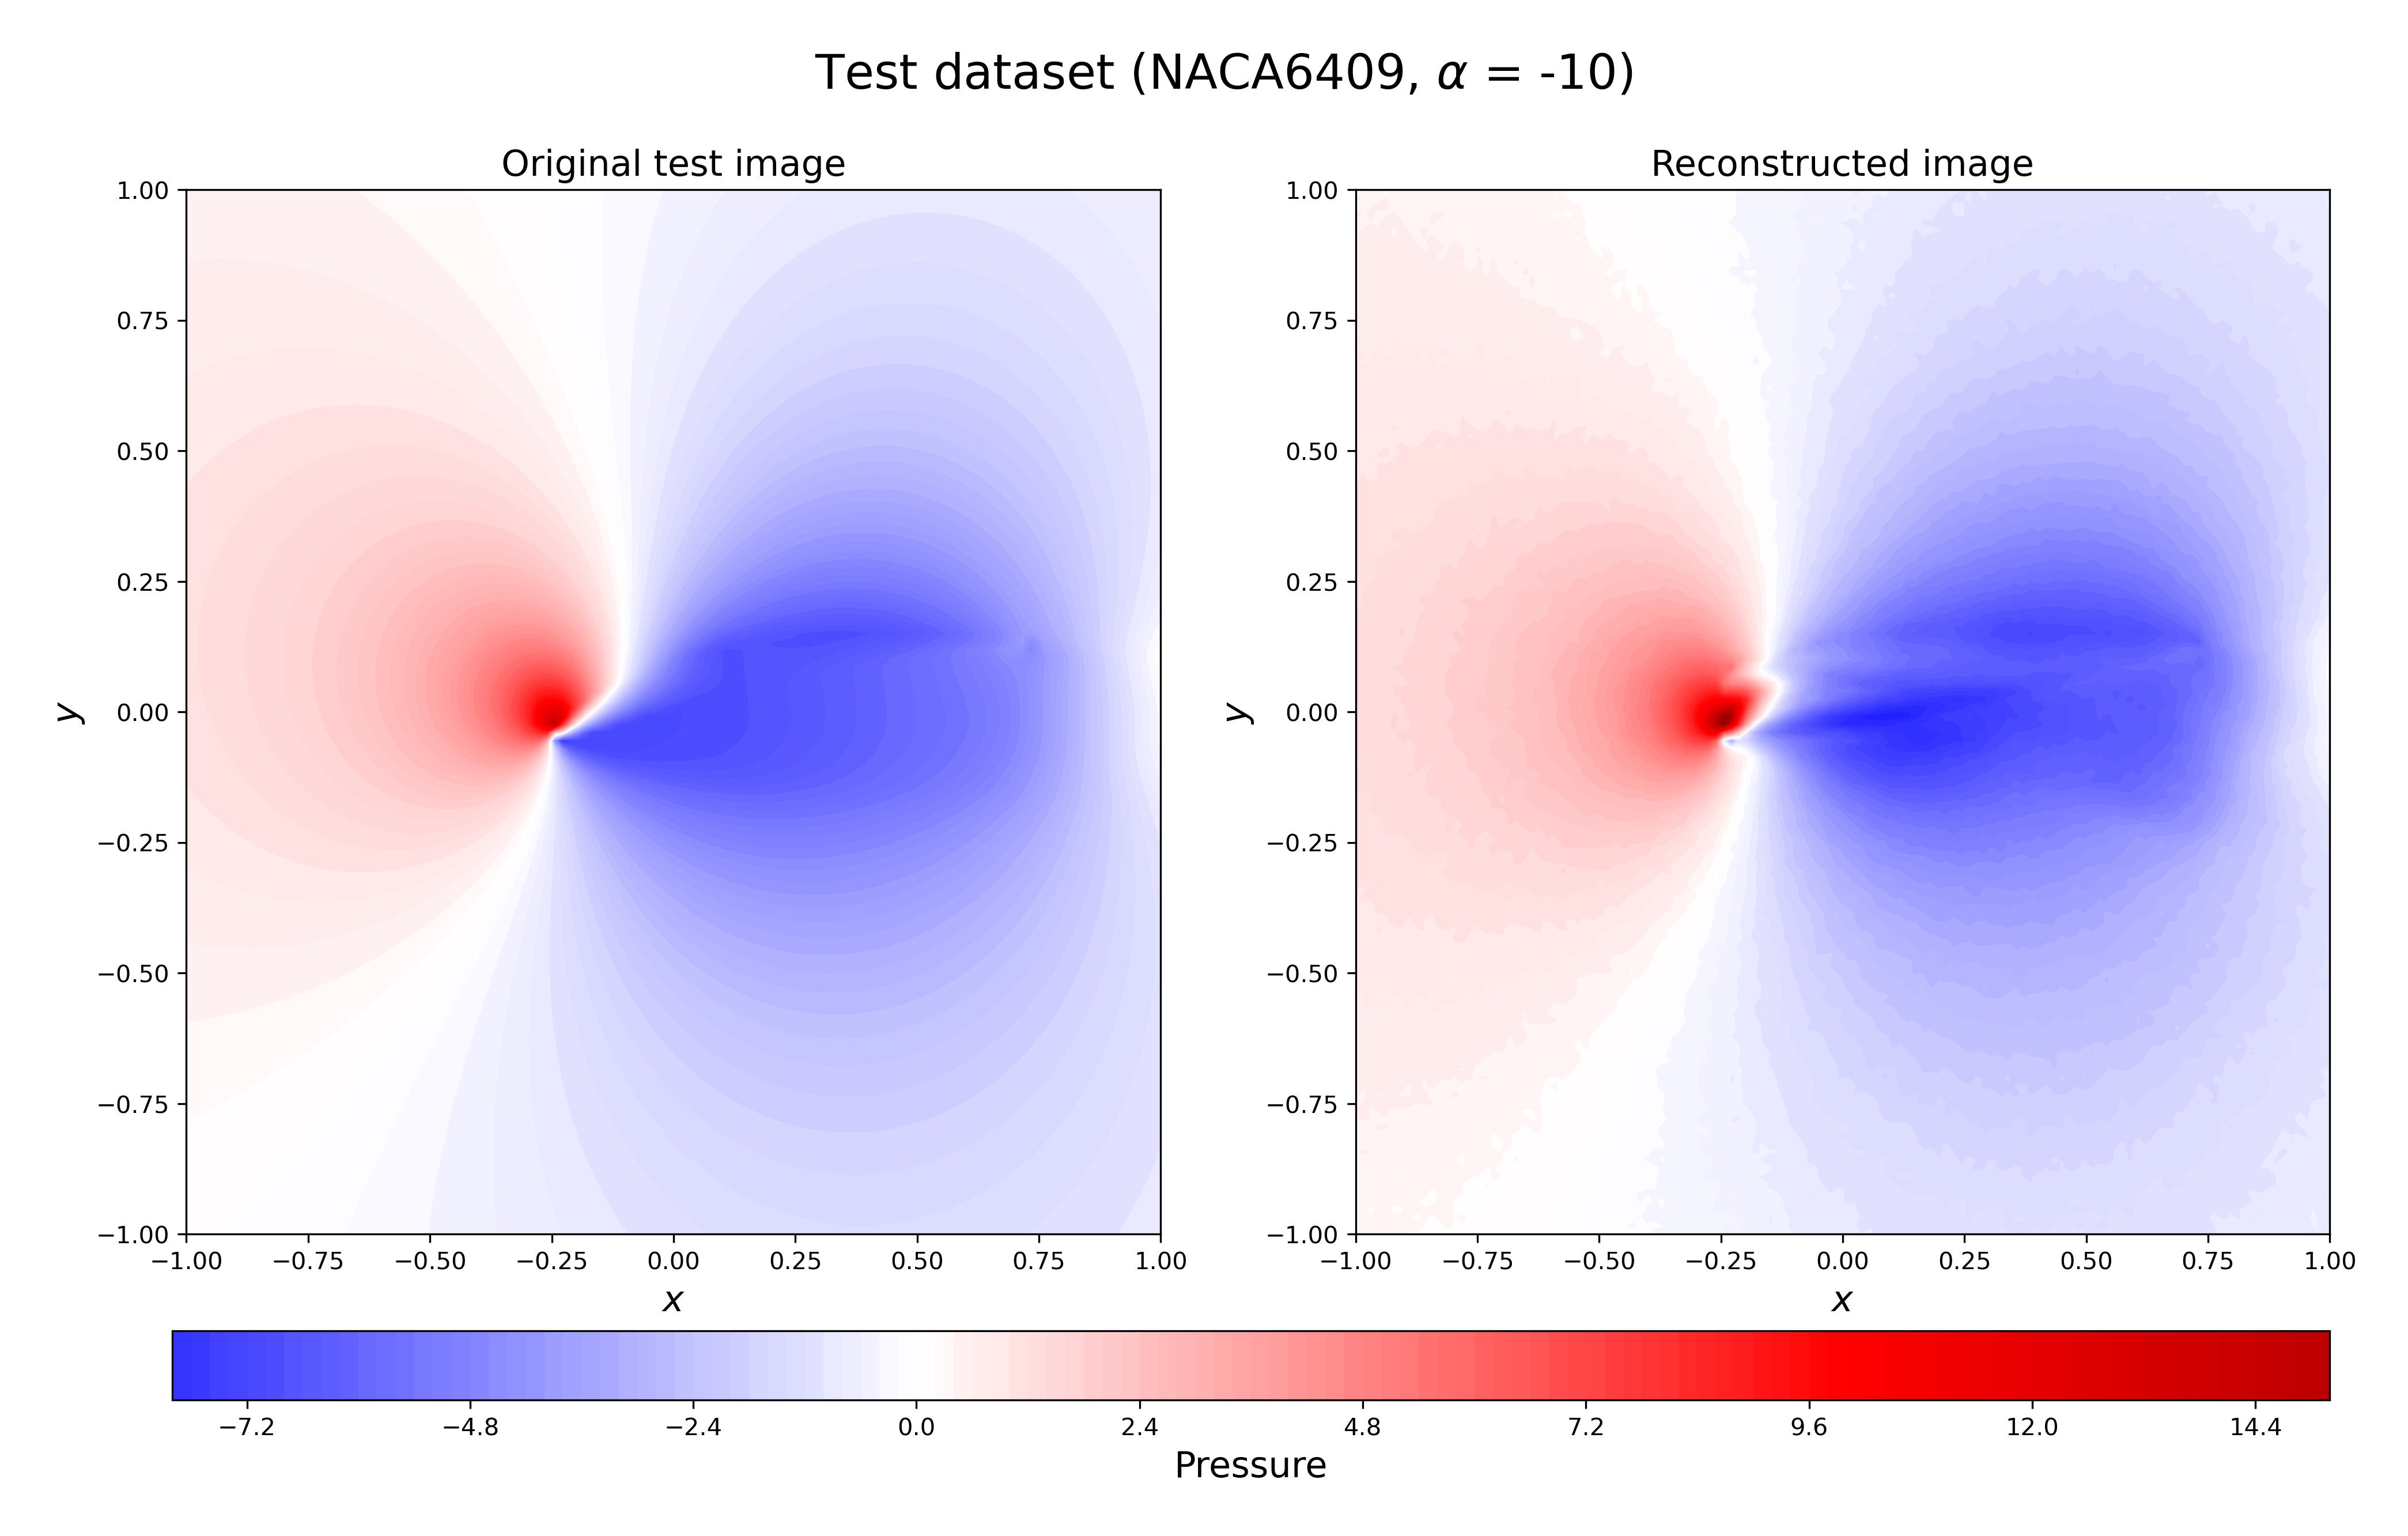 Test dataset (NACA6409, α = -10)
Original test image
Reconstructed image
1.00
0.75
0.50
0.25
0.00
−0.25
−0.50
−0.75
−1.00
y
−1.00 −0.75 −0.50 −0.25 0.00 0.25 0.50 0.75 1.00
x
1.00
0.75
0.50
0.25
0.00
−0.25
−0.50
−0.75
−1.00
y
−1.00 −0.75 −0.50 −0.25 0.00 0.25 0.50 0.75 1.00
x
−7.2 −4.8 −2.4 0.0 2.4 4.8 7.2 9.6 12.0 14.4
Pressure